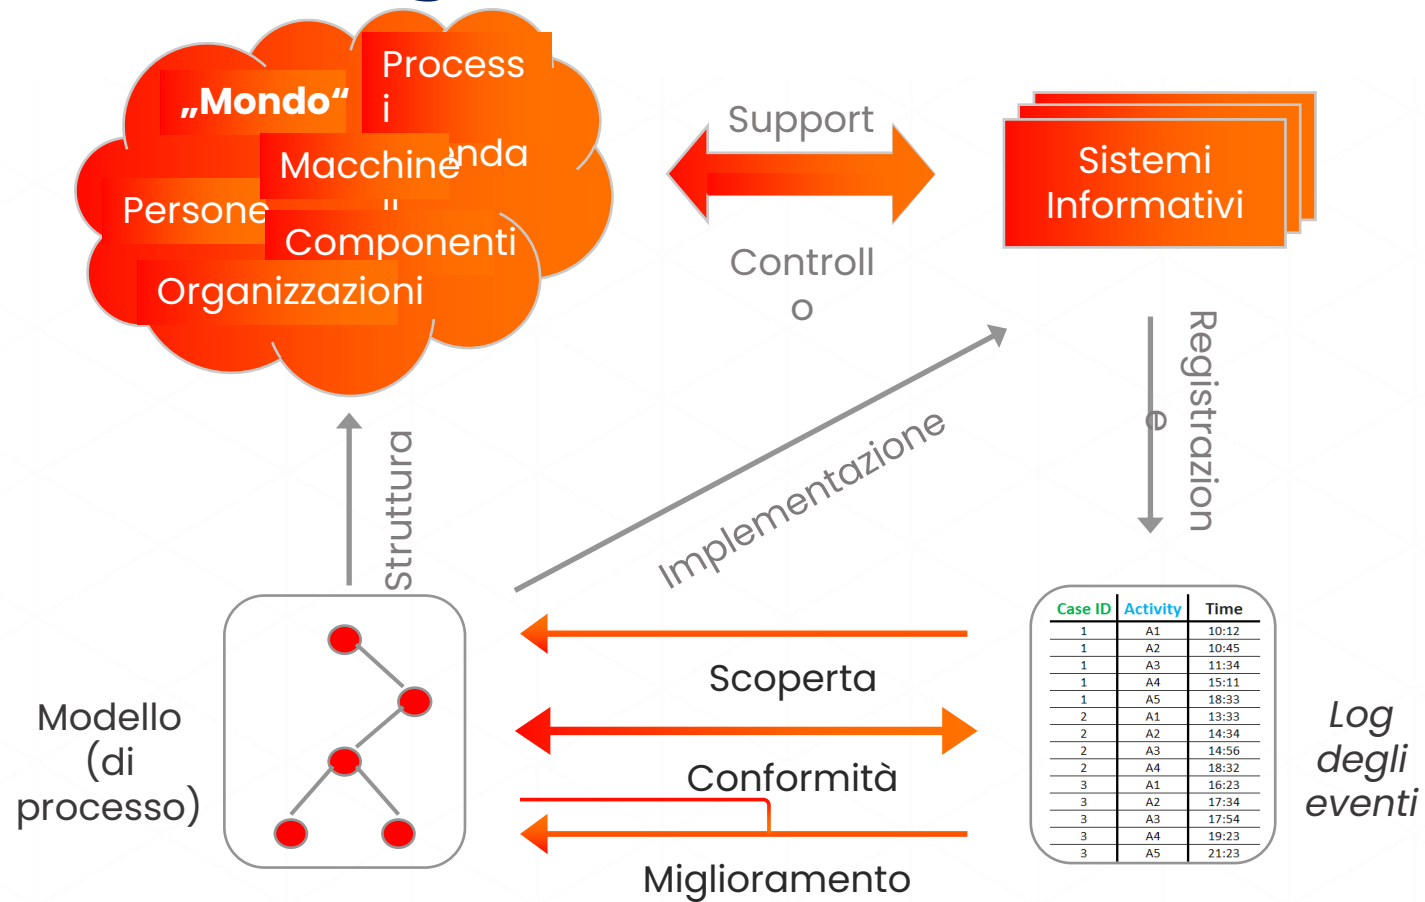 „Mondo“
Process
i
nda
Macchine
Persone
Componenti
Organizzazioni
Support
Controll
o
Sistemi
Informativi
Registrazion
e
Struttura
Implementazione
Modello
(di
processo)
Scoperta
Conformità
Miglioramento
Case ID Activity Time
1 A1 10:12
1 A2 10:45
1 A3 11:34
1 A4 15:11
1 A5 18:33
2 A1 13:33
2 A2 14:34
2 A3 14:56
2 A4 18:32
3 A1 16:23
3 A2 17:34
3 A3 17:54
3 A4 19:23
3 A5 21:23
Log
degli
eventi